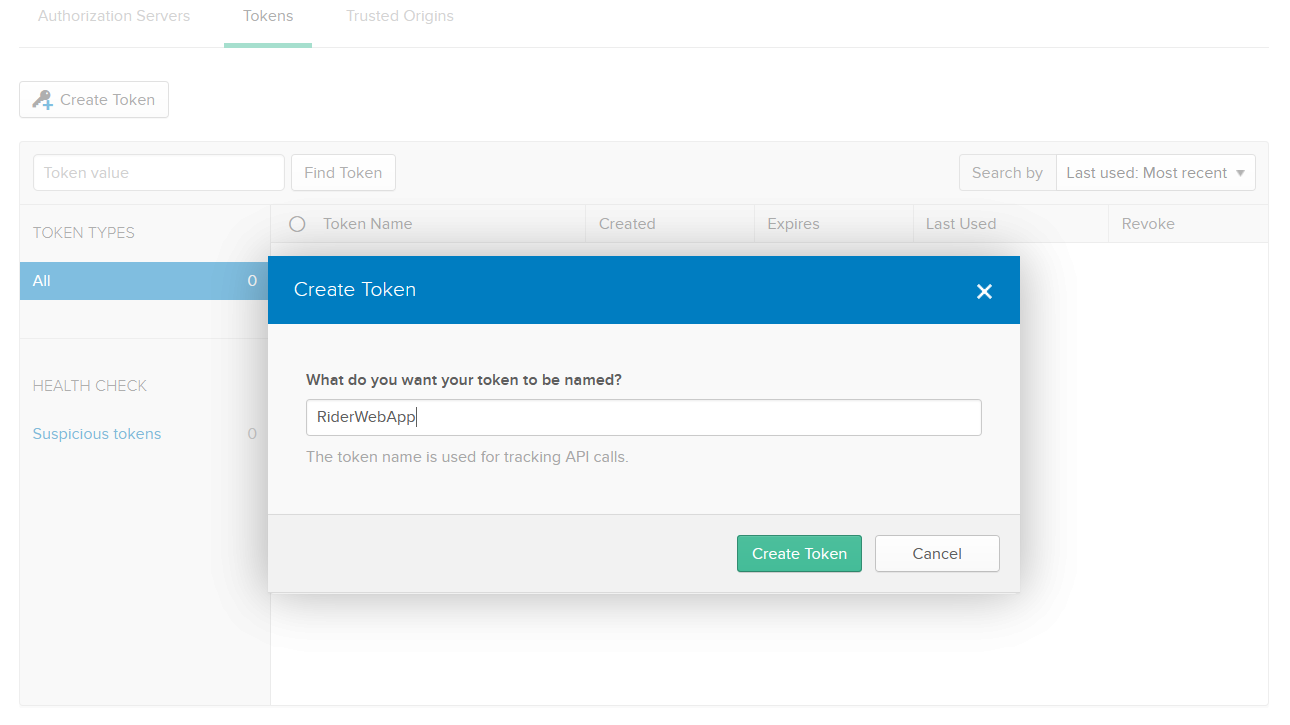 Authorization Servers Tokens Trusted Origins
Create Token
Token value Find Token Search by Last used: Most recent
TOKEN TYPES Token Name Created Expires Last Used Revoke
All 0
Create Token
HEALTH CHECK
Suspicious tokens 0
What do you want your token to be named?
RiderWebApp
The token name is used for tracking API calls.
Create Token Cancel